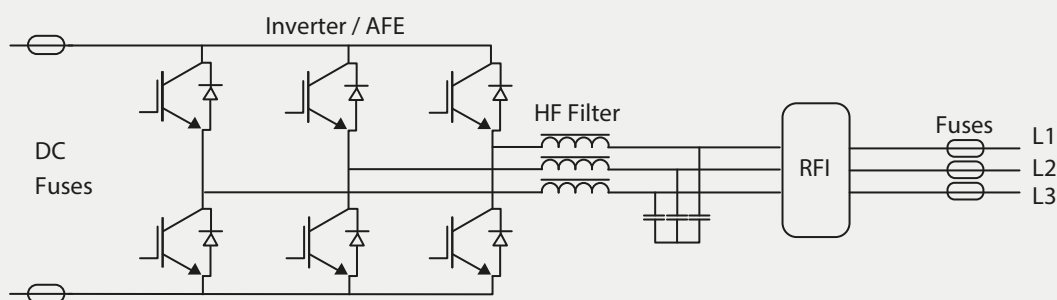 Inverter / AFE
HF Filter
DC
Fuses
RFI
Fuses
L1
L2
L3